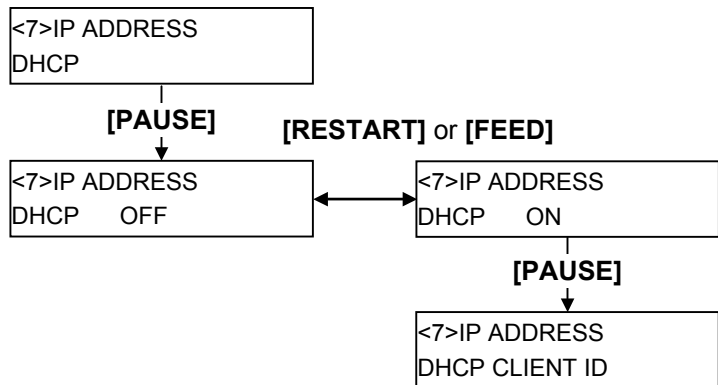 <7>IP ADDRESS
DHCP
[PAUSE]
[RESTART] or [FEED]
<7>IP ADDRESS
DHCP OFF
<7>IP ADDRESS
DHCP ON
[PAUSE]
<7>IP ADDRESS
DHCP CLIENT ID